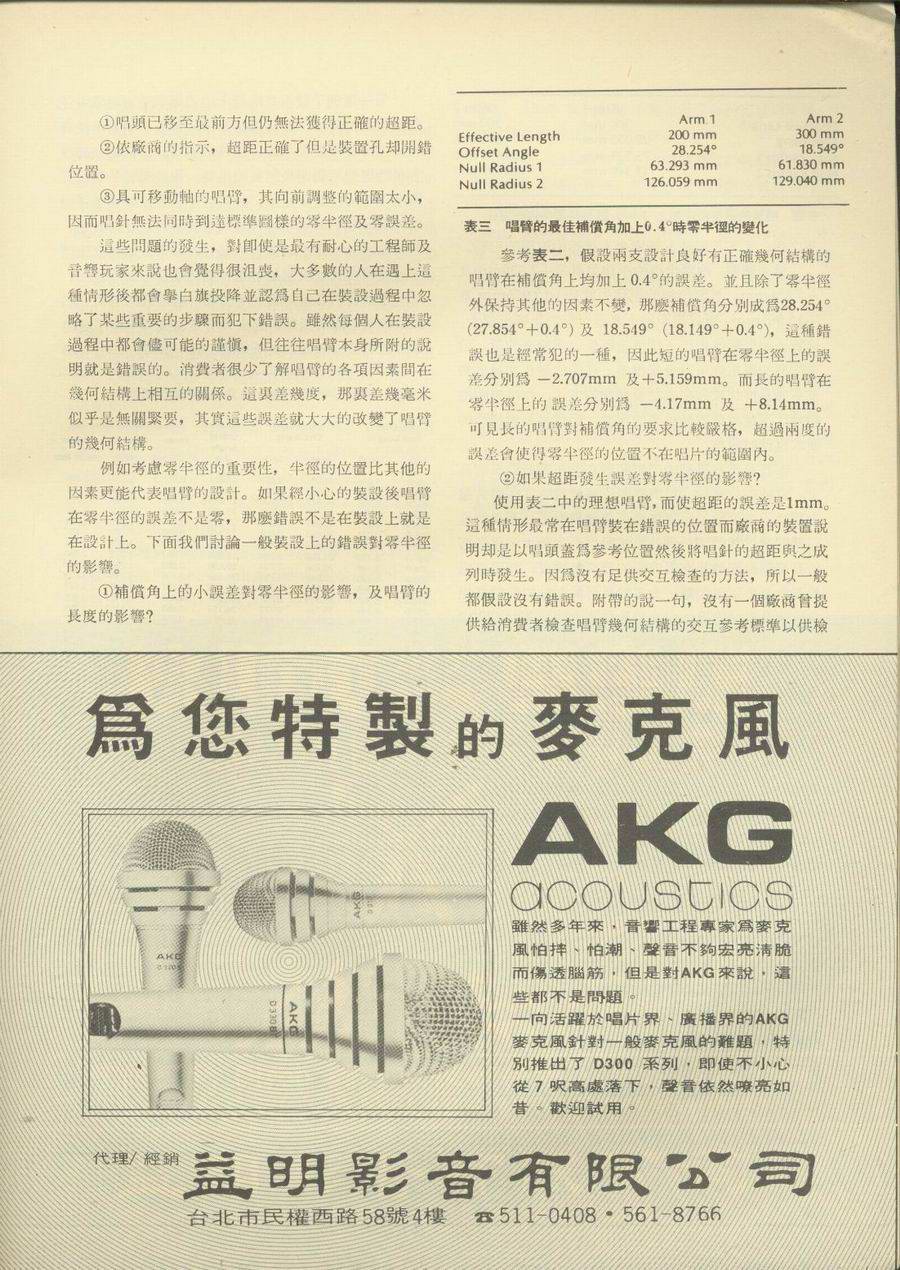 ①唱頭已移至最前方但仍無法獲得正確的超距。
②依廠商的指示，超距正確了但是裝置孔却開錯
位置。
③具可移動軸的唱臂，其向前調整的範圍太小，
因而唱針無法同時到達標準圖樣的零半徑及零誤差。
這些問題的發生，對卽使是最有耐心的工程師及
音響玩家來說也會覺得很沮喪，大多數的人在遇上這
種情形後都會擧白旗投降並認爲自己在裝設過程中忽
略了某些重要的步驟而犯下錯誤。雖然每個人在裝設
過程中都會儘可能的謹愼，但往往唱臂本身所附的說
明就是錯誤的。消費者很少了解唱臂的各項因素間在
幾何結構上相互的關係。這裏差幾度，那裏差幾毫米
似乎是無關緊要，其實這些誤差就大大的改變了唱臂
的幾何結構。
例如考慮零半徑的重要性，半徑的位置比其他的
因素更能代表唱臂的設計。如果經小心的裝設後唱臂
在零半徑的誤差不是零，那麼錯誤不是在裝設上就是
在設計上。下面我們討論一般裝設上的錯誤對零半徑
的影響。
①補償角上的小誤差對零半徑的影響，及唱臂的
長度的影響？
Arm 1 Arm 2
Effective Length 200 mm 300 mm
Offset Angle 28.254° 18.549°
Null Radius 1 63.293 mm 61.830 mm
Null Radius 2 126.059 mm 129.040 mm
表三 唱臂的最佳補償角加上0.4°時零半徑的變化
參考表二，假設兩支設計良好有正確幾何結構的
唱臂在補償角上均加上 0.4°的誤差。並且除了零半徑
外保持其他的因素不變，那麽補償角分別成爲28.254°
(27.854°＋0.4°) 及 18.549° (18.149°＋0.4°)，這種錯
誤也是經常犯的一種，因此短的唱臂在零半徑上的誤
差分別爲 －2.707mm 及＋5.159mm。而長的唱臂在
零半徑上的 誤差分別爲 －4.17mm 及 ＋8.14mm。
可見長的唱臂對補償角的要求比較嚴格，超過兩度的
誤差會使得零半徑的位置不在唱片的範圍內。
②如果超距發生誤差對零半徑的影響？
使用表二中的理想唱臂，而使超距的誤差是1mm。
這種情形最常在唱臂裝在錯誤的位置而廠商的裝置說
明却是以唱頭蓋爲參考位置然後將唱針的超距與之成
列時發生。因爲沒有足供交互檢查的方法，所以一般
都假設沒有錯誤。附帶的說一句，沒有一個廠商曾提
供給消費者檢查唱臂幾何結構的交互參考標準以供檢
爲您特製的麥克風
AKG
acoustics
AKG
AKG
AKG
D330B
雖然多年來，音響工程專家爲麥克
風怕摔、怕潮、聲音不夠宏亮淸脆
而傷透腦筋，但是對AKG來說，這
些都不是問題。
一向活躍於唱片界、廣播界的AKG
麥克風針對一般麥克風的難題，特
別推出了 D300 系列，即使不小心
從 7 呎高處落下，聲音依然嘹亮如
昔。歡迎試用。
代理/經銷 益明影音有限公司
台北市民權西路58號4樓 ☎511-0408•561-8766